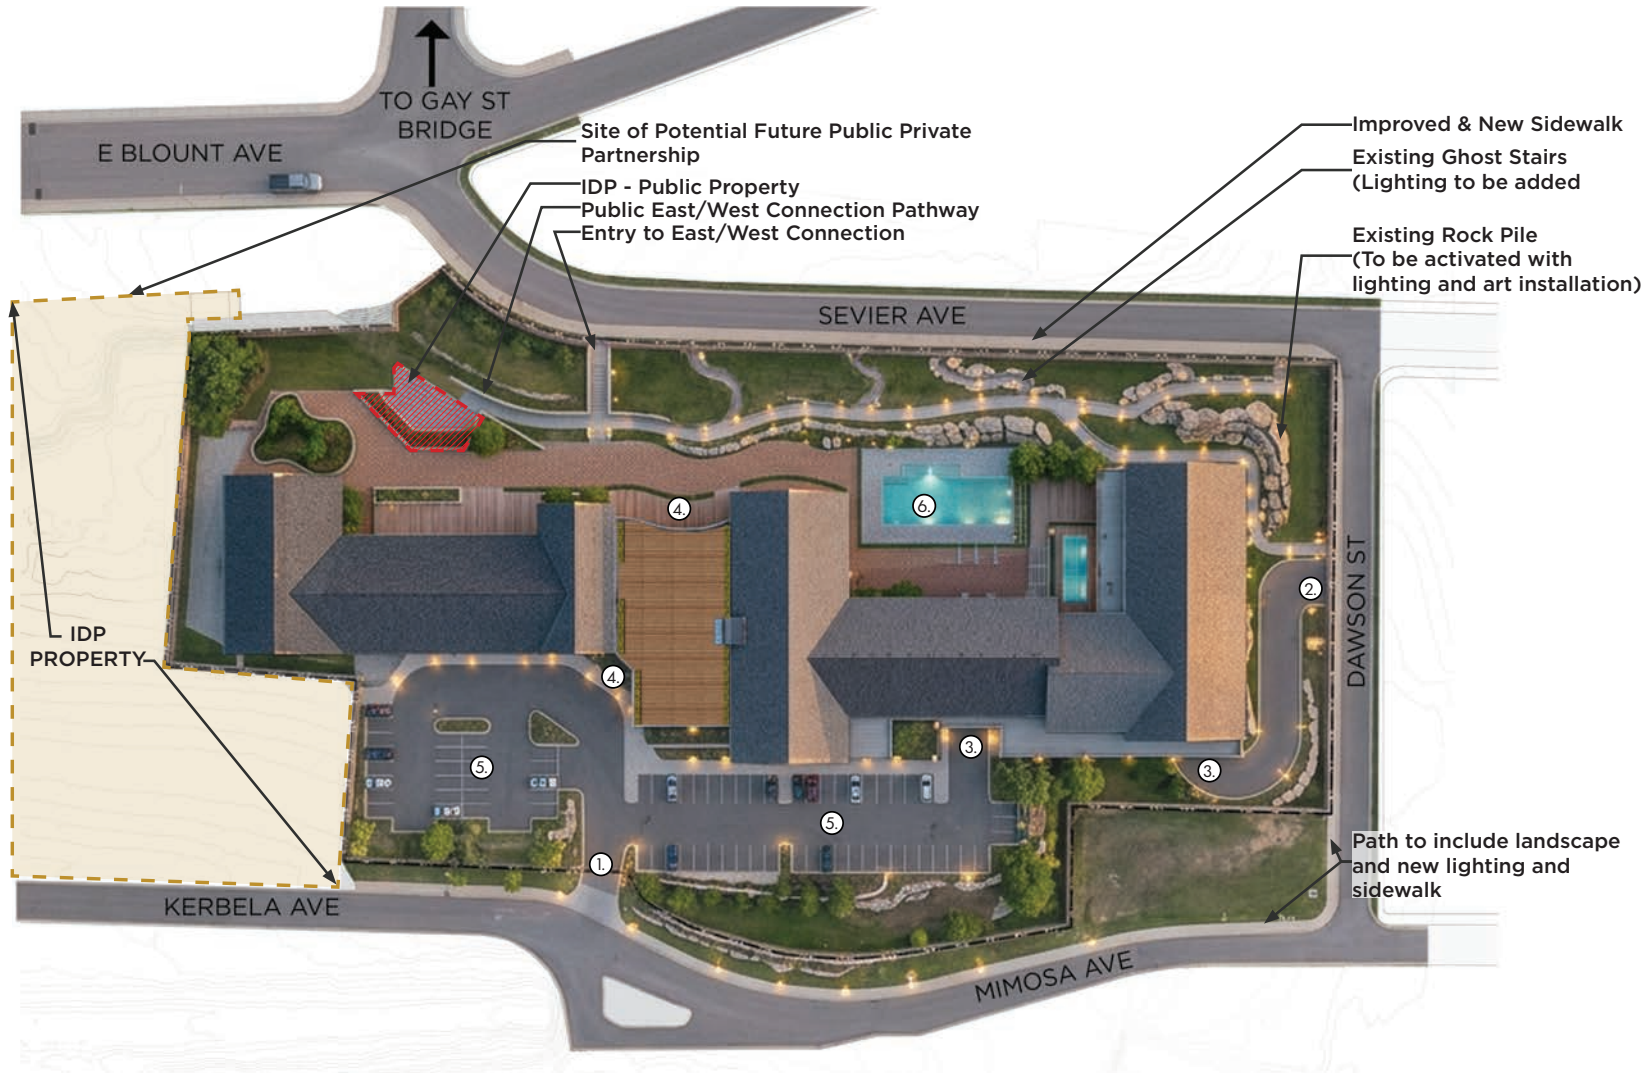 TO GAY ST
BRIDGE
E BLOUNT AVE
Site of Potential Future Public Private
Partnership
IDP - Public Property
Public East/West Connection Pathway
Entry to East/West Connection
Improved & New Sidewalk
Existing Ghost Stairs
(Lighting to be added
Existing Rock Pile
(To be activated with
lighting and art installation)
SEVIER AVE
4.
6.
2.
DAWSON ST
IDP
PROPERTY
4.
3.
3.
5.
5.
1.
Path to include landscape
and new lighting and
sidewalk
KERBELA AVE
MIMOSA AVE